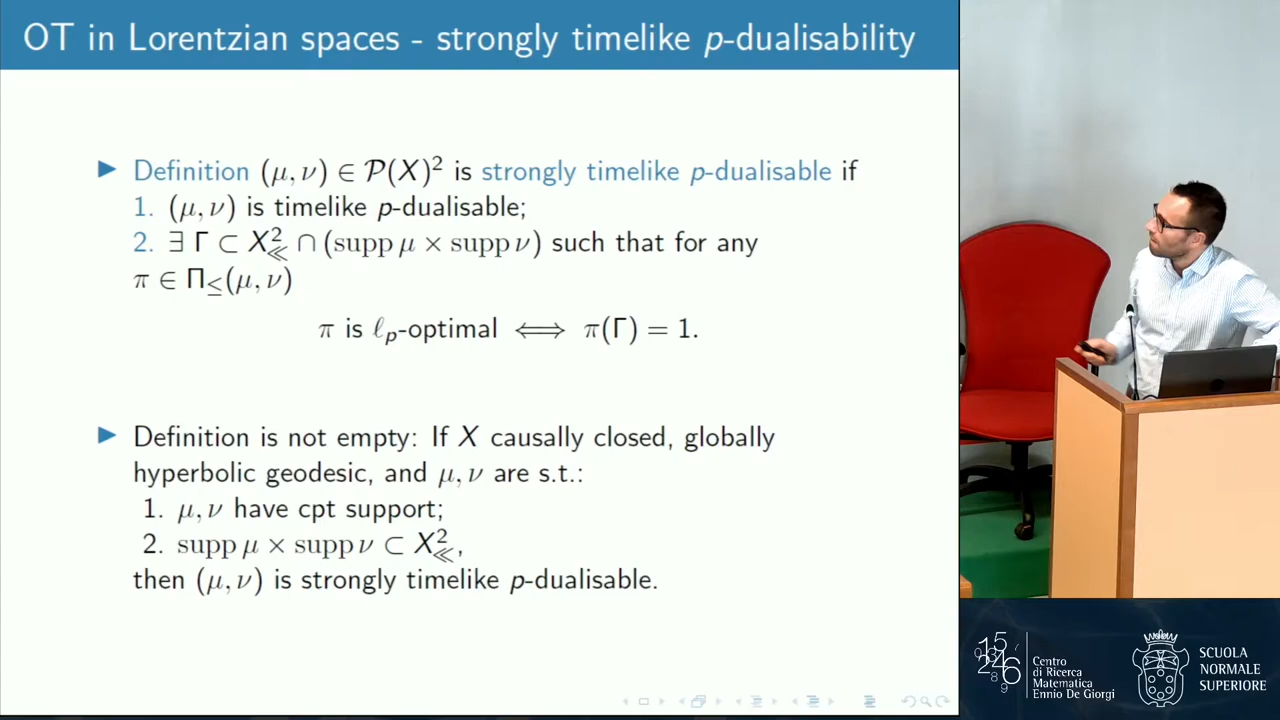 OT in Lorentzian spaces - strongly timelike p-dualisability
▶ Definition (μ, ν) ∈ 𝒫(X)² is strongly timelike p-dualisable if
1. (μ, ν) is timelike p-dualisable;
2. ∃ Γ ⊂ X²≪ ∩ (supp μ × supp ν) such that for any
π ∈ Π≤(μ, ν)
π is ℓp-optimal ⟺ π(Γ) = 1.
▶ Definition is not empty: If X causally closed, globally
hyperbolic geodesic, and μ, ν are s.t.:
1. μ, ν have cpt support;
2. supp μ × supp ν ⊂ X²≪,
then (μ, ν) is strongly timelike p-dualisable.
Centro
di Ricerca
Matematica
Ennio De Giorgi
SCUOLA
NORMALE
SUPERIORE